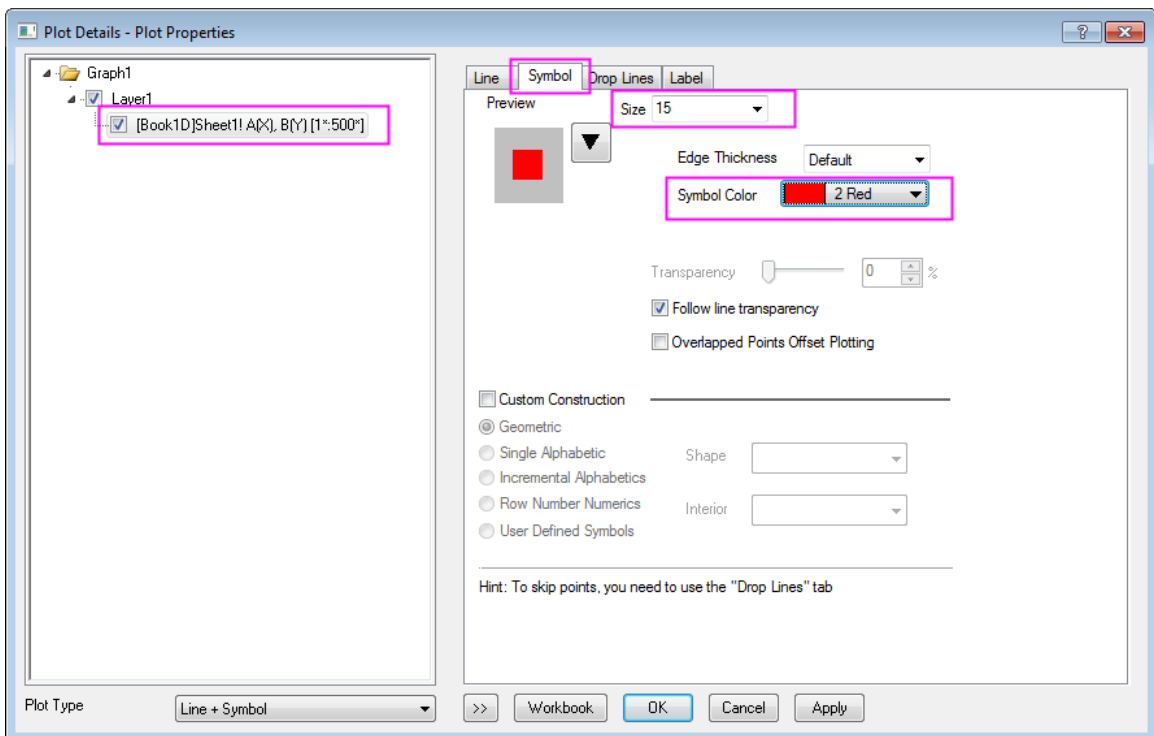 Plot Details - Plot Properties
Graph1
Layer1
[Book1D]Sheet1! A(X), B(Y) [1*:500*]
Line Symbol Drop Lines Label
Preview
Size 15
Edge Thickness Default
Symbol Color 2 Red
Transparency 0 %
Follow line transparency
Overlapped Points Offset Plotting
Custom Construction
Geometric
Single Alphabetic
Shape
Incremental Alphabetics
Row Number Numerics
Interior
User Defined Symbols
Hint: To skip points, you need to use the "Drop Lines" tab
Plot Type Line + Symbol >> Workbook OK Cancel Apply